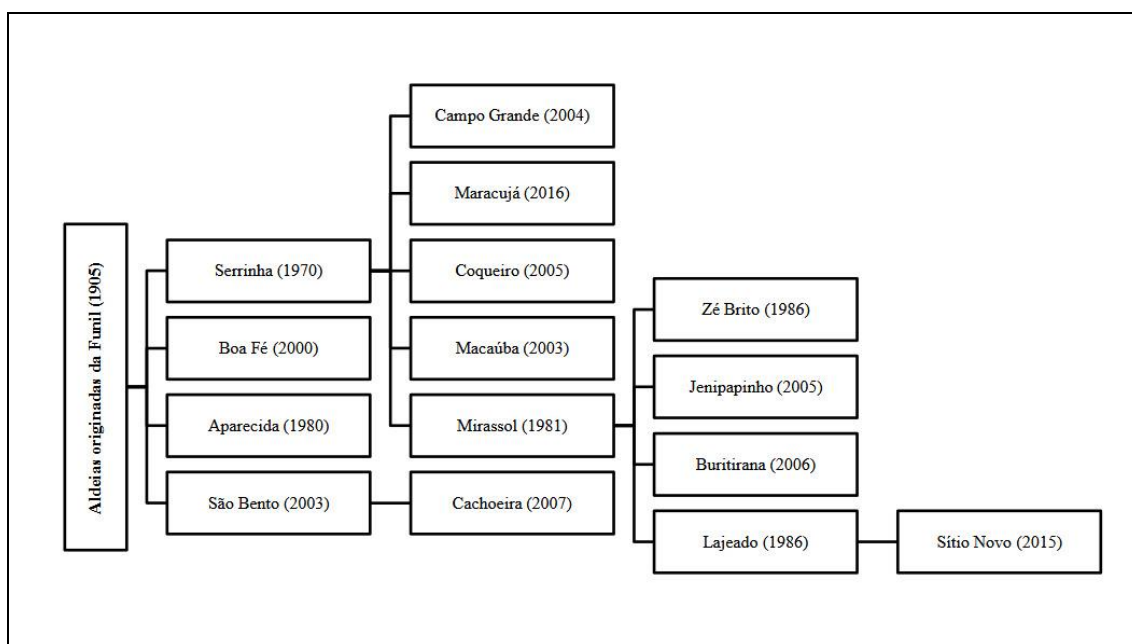 Aldeias originadas da Funil (1905)
Serrinha (1970)
Boa Fé (2000)
Aparecida (1980)
São Bento (2003)
Campo Grande (2004)
Maracujá (2016)
Coqueiro (2005)
Macaúba (2003)
Mirassol (1981)
Cachoeira (2007)
Zé Brito (1986)
Jenipapinho (2005)
Buritirana (2006)
Lajeado (1986)
Sítio Novo (2015)